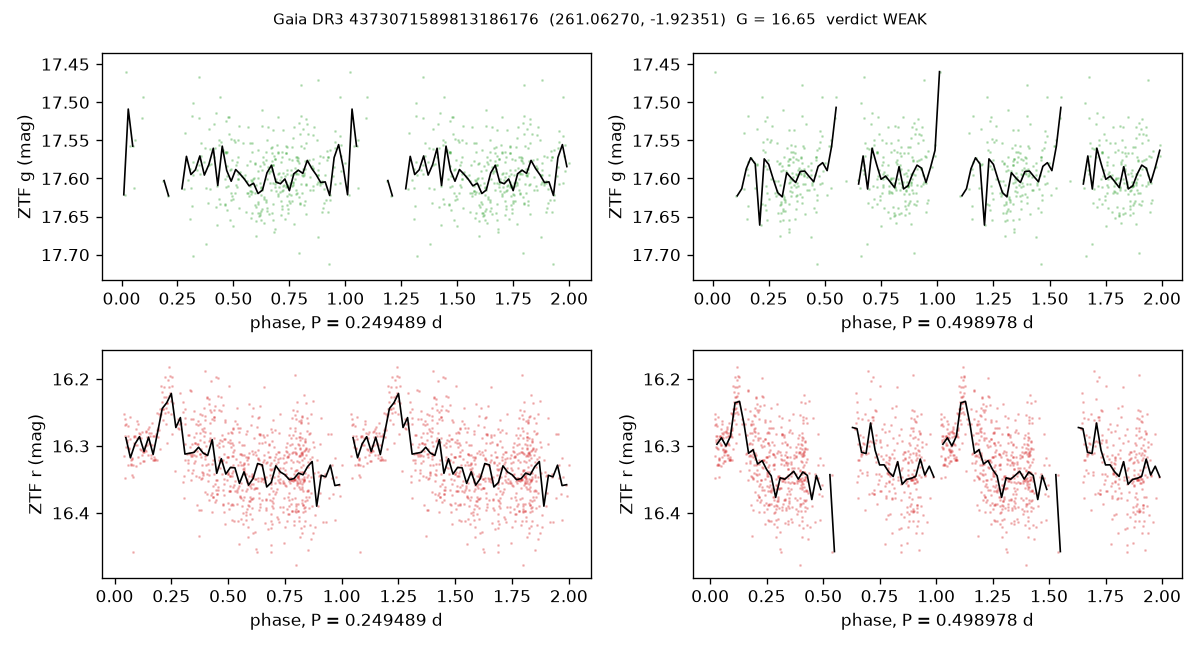 Gaia DR3 4373071589813186176 (261.06270, -1.92351) G = 16.65 verdict WEAK
ZTF g (mag)
17.45
17.50
17.55
17.60
17.65
17.70
0.00 0.25 0.50 0.75 1.00 1.25 1.50 1.75 2.00
phase, P = 0.249489 d
ZTF g (mag)
17.45
17.50
17.55
17.60
17.65
17.70
0.00 0.25 0.50 0.75 1.00 1.25 1.50 1.75 2.00
phase, P = 0.498978 d
ZTF r (mag)
16.2
16.3
16.4
0.00 0.25 0.50 0.75 1.00 1.25 1.50 1.75 2.00
phase, P = 0.249489 d
ZTF r (mag)
16.2
16.3
16.4
0.00 0.25 0.50 0.75 1.00 1.25 1.50 1.75 2.00
phase, P = 0.498978 d